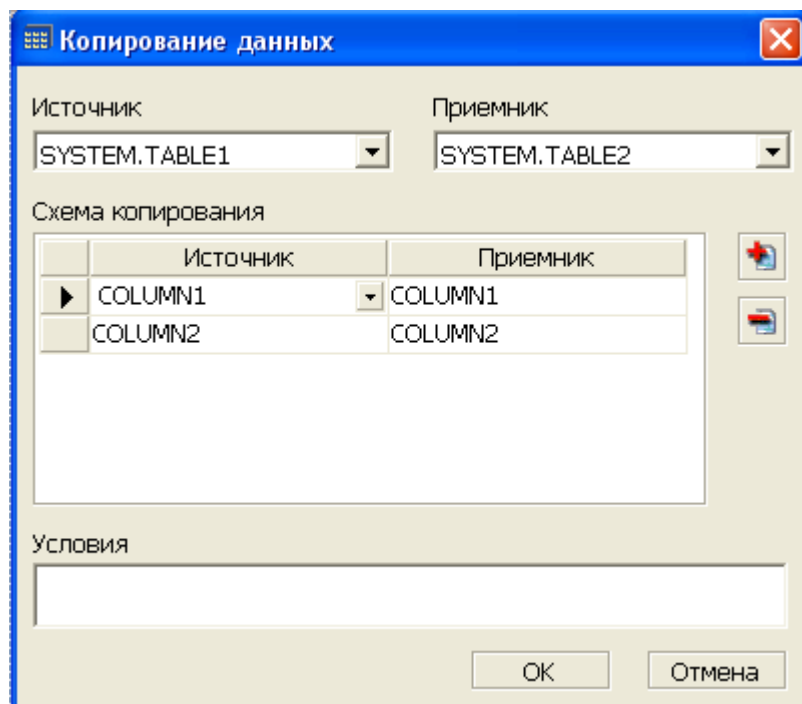 Копирование данных
Источник Приемник
SYSTEM.TABLE1 SYSTEM.TABLE2
Схема копирования
Источник Приемник
COLUMN1 COLUMN1
COLUMN2 COLUMN2
Условия
OK Отмена